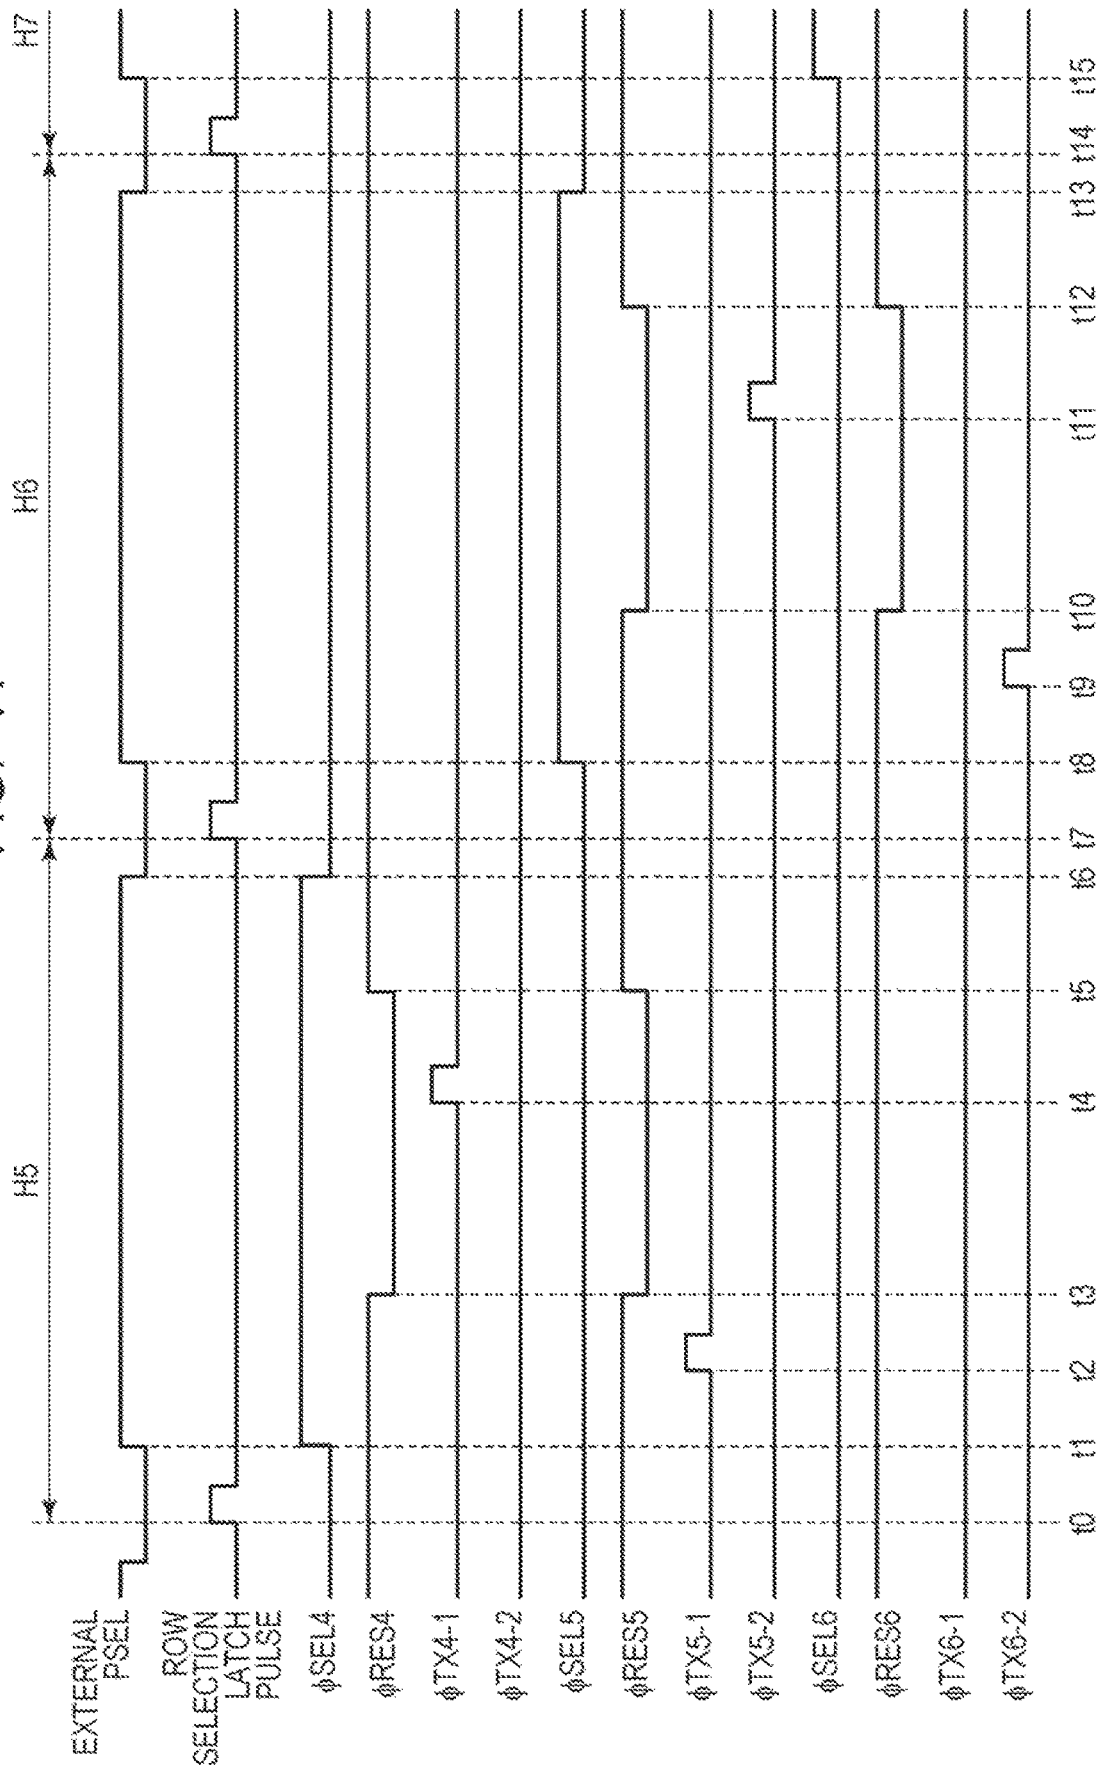 H5
H6
H7
EXTERNAL
PSEL
ROW
SELECTION
LATCH
PULSE
ϕSEL4
ϕRES4
ϕTX4-1
ϕTX4-2
ϕSEL5
ϕRES5
ϕTX5-1
ϕTX5-2
ϕSEL6
ϕRES6
ϕTX6-1
ϕTX6-2
t0 t1 t2 t3 t4 t5 t6 t7 t8 t9 t10 t11 t12 t13 t14 t15